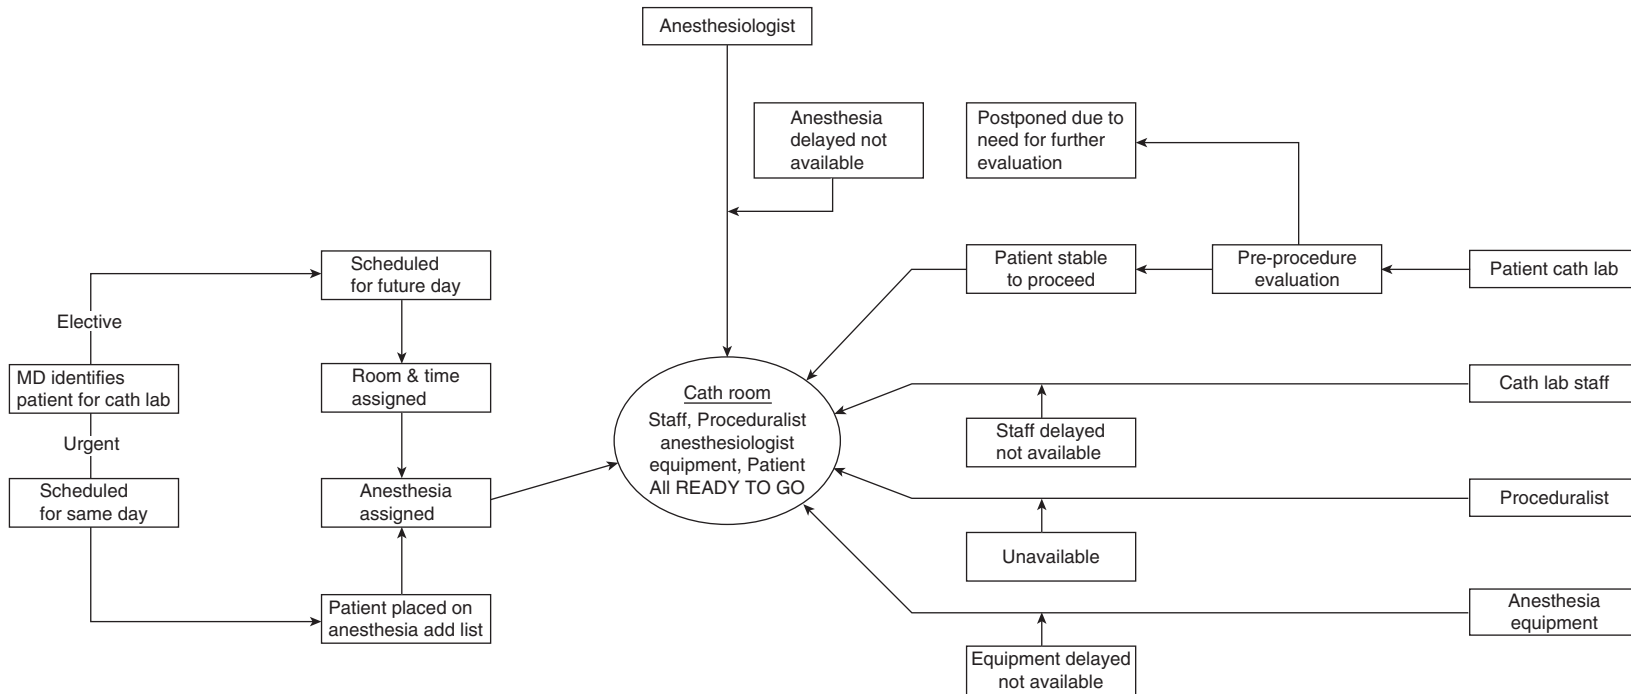 Anesthesiologist
Anesthesia
delayed not
available
Postponed due to
need for further
evaluation
Scheduled
for future day
Patient stable
to proceed
Pre-procedure
evaluation
Patient cath lab
Elective
MD identifies
patient for cath lab
Room & time
assigned
Urgent
Scheduled
for same day
Anesthesia
assigned
Patient placed on
anesthesia add list
Cath room
Staff, Proceduralist
anesthesiologist
equipment, Patient
All READY TO GO
Cath lab staff
Staff delayed
not available
Proceduralist
Unavailable
Anesthesia
equipment
Equipment delayed
not available